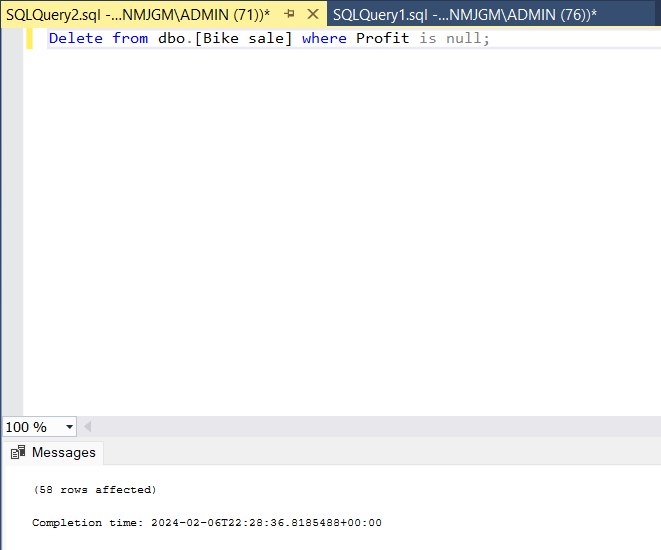 SQLQuery2.sql -...NMJGM\ADMIN (71))* SQLQuery1.sql -...NMJGM\ADMIN (76))*
Delete from dbo.[Bike sale] where Profit is null;
100 %
Messages
(58 rows affected)
Completion time: 2024-02-06T22:28:36.8185488+00:00